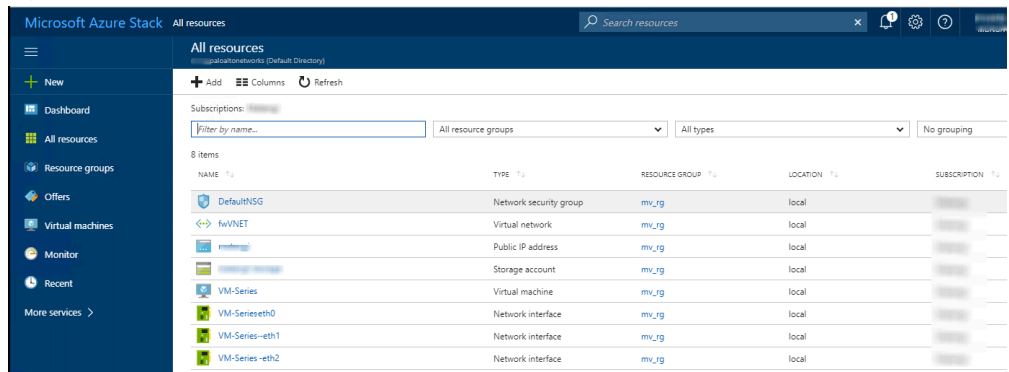 Microsoft Azure Stack All resources Search resources × 1
All resources
paloaltonetworks (Default Directory)
New
Add Columns Refresh
Dashboard
Subscriptions:
Filter by name... All resource groups All types No grouping
All resources
8 items
Resource groups
NAME TYPE RESOURCE GROUP LOCATION SUBSCRIPTION
Offers
DefaultNSG Network security group mv_rg local
Virtual machines
fwVNET Virtual network mv_rg local
Public IP address mv_rg local
Monitor
Storage account mv_rg local
Recent
VM-Series Virtual machine mv_rg local
More services >
VM-Serieseth0 Network interface mv_rg local
VM-Series--eth1 Network interface mv_rg local
VM-Series -eth2 Network interface mv_rg local